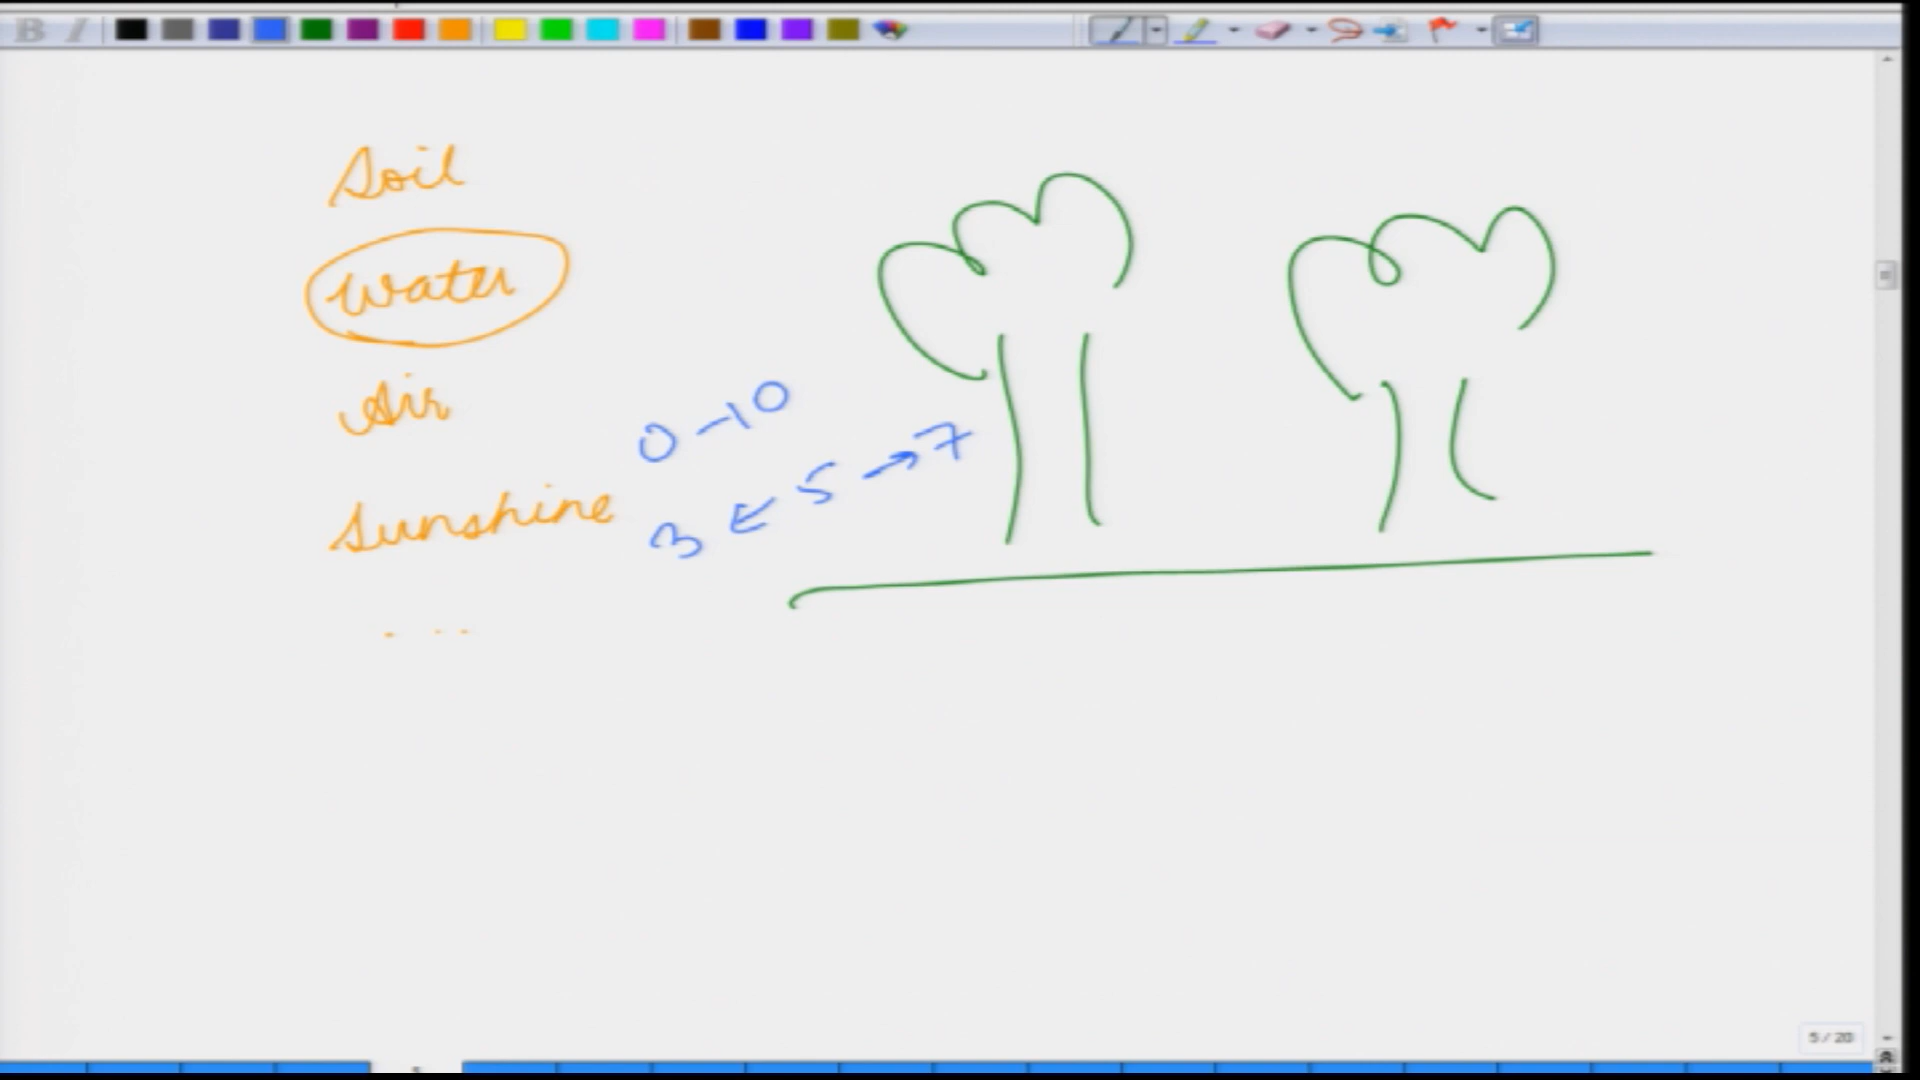 B I
Soil
Water
Air
Sunshine
. . .
0-10
3 ← 5 → 7
5 / 20